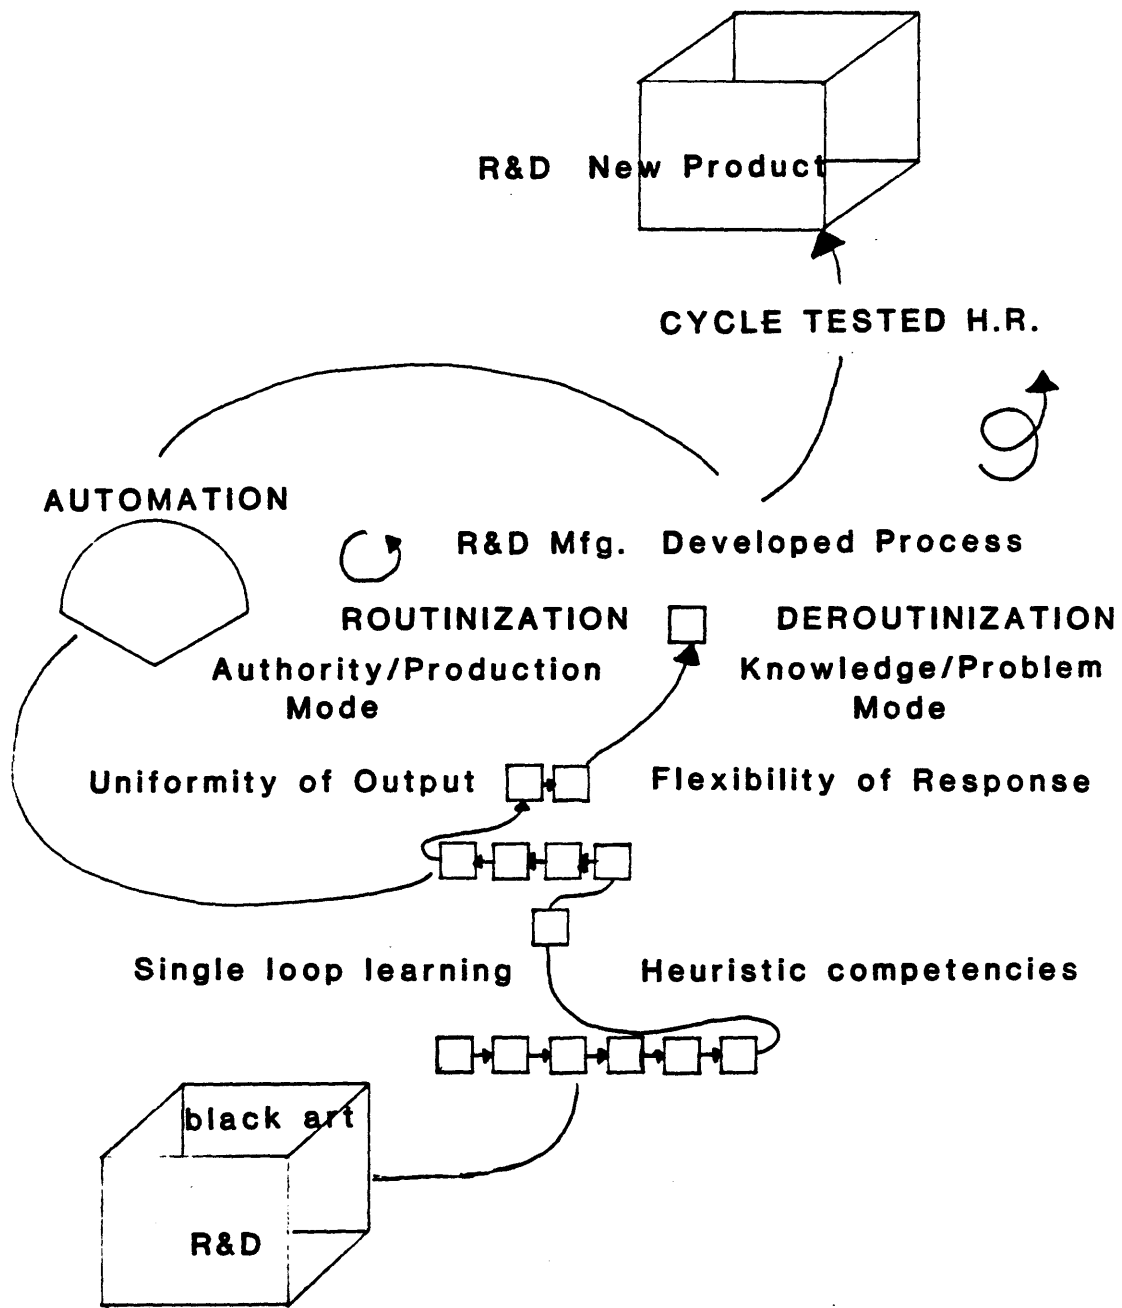 R&D New Product
CYCLE TESTED H.R.
AUTOMATION
R&D Mfg. Developed Process
ROUTINIZATION
DEROUTINIZATION
Authority/Production
Mode
Knowledge/Problem
Mode
Uniformity of Output
Flexibility of Response
Single loop learning
Heuristic competencies
black art
R&D